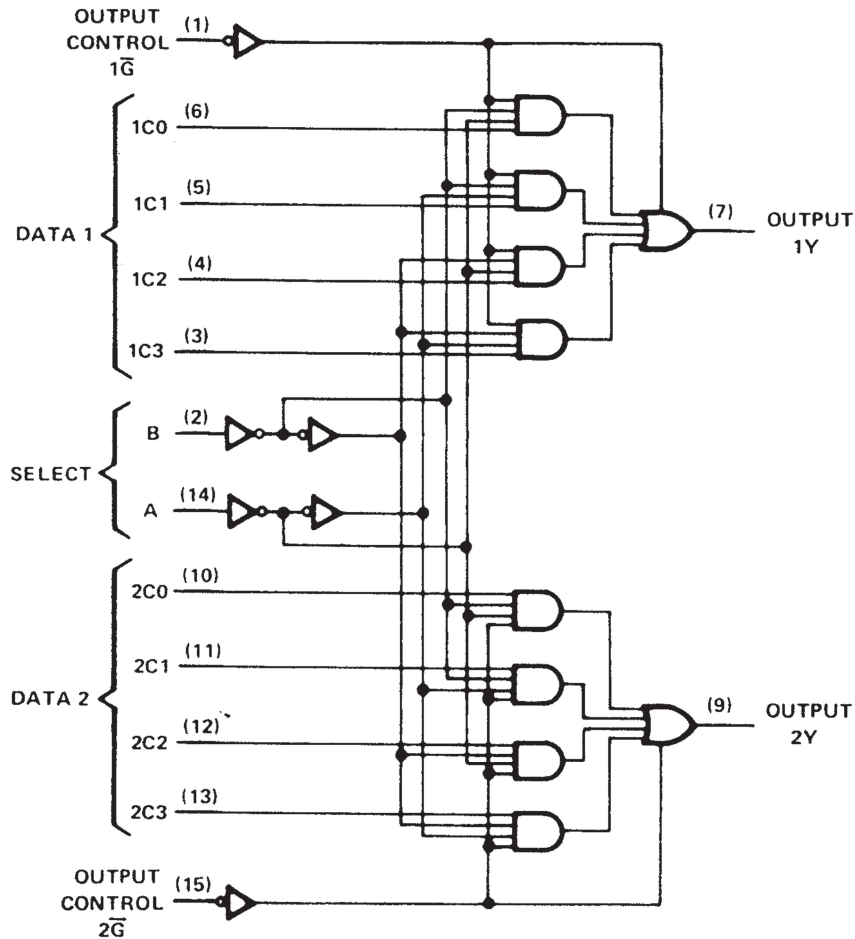 OUTPUT
CONTROL
1G̅
(1)
DATA 1
1C0
(6)
1C1
(5)
1C2
(4)
1C3
(3)
(7)
OUTPUT
1Y
SELECT
B
(2)
A
(14)
DATA 2
2C0
(10)
2C1
(11)
2C2
(12)
2C3
(13)
(9)
OUTPUT
2Y
OUTPUT
CONTROL
2G̅
(15)